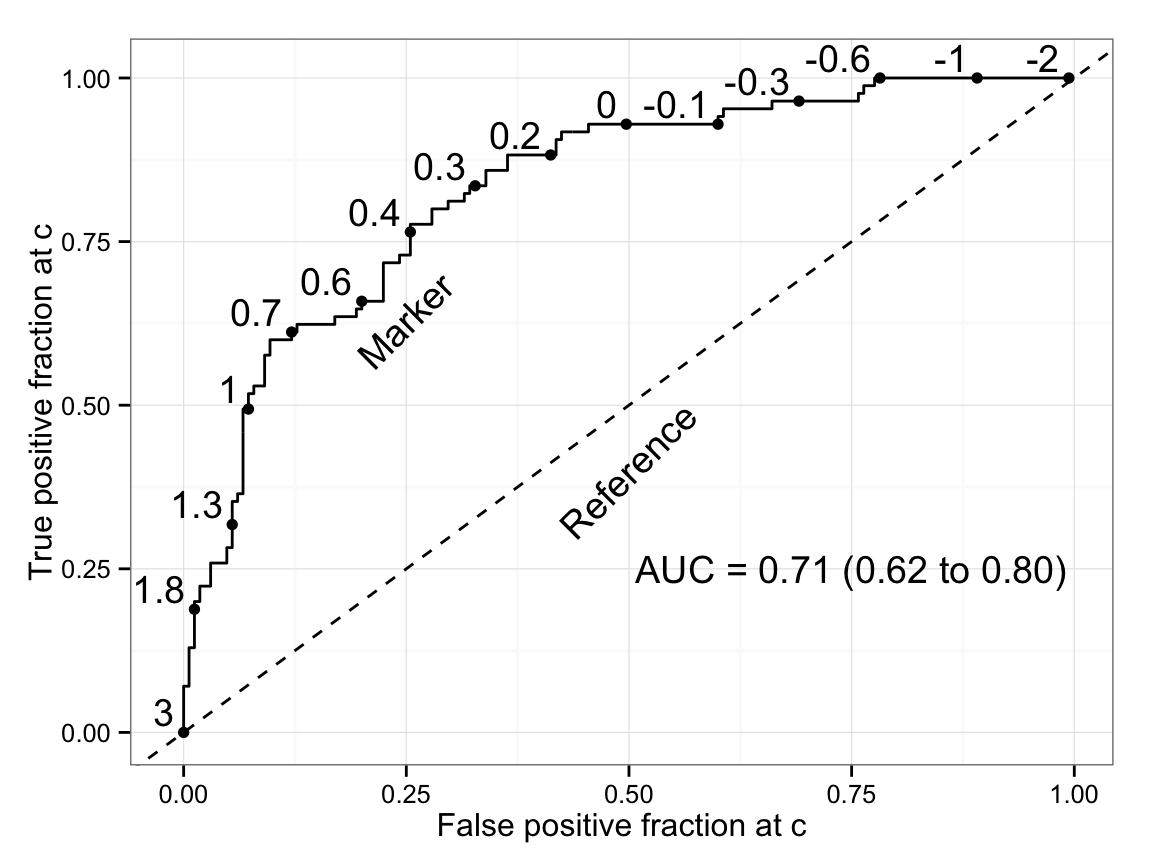 -0.6 -1 -2
1.00
-0.3
0 -0.1
0.2
0.3
0.4
0.75
0.6
0.7
Marker
1
0.50
Reference
1.3
1.8
0.25
AUC = 0.71 (0.62 to 0.80)
3
0.00
True positive fraction at c
0.00 0.25 0.50 0.75 1.00
False positive fraction at c